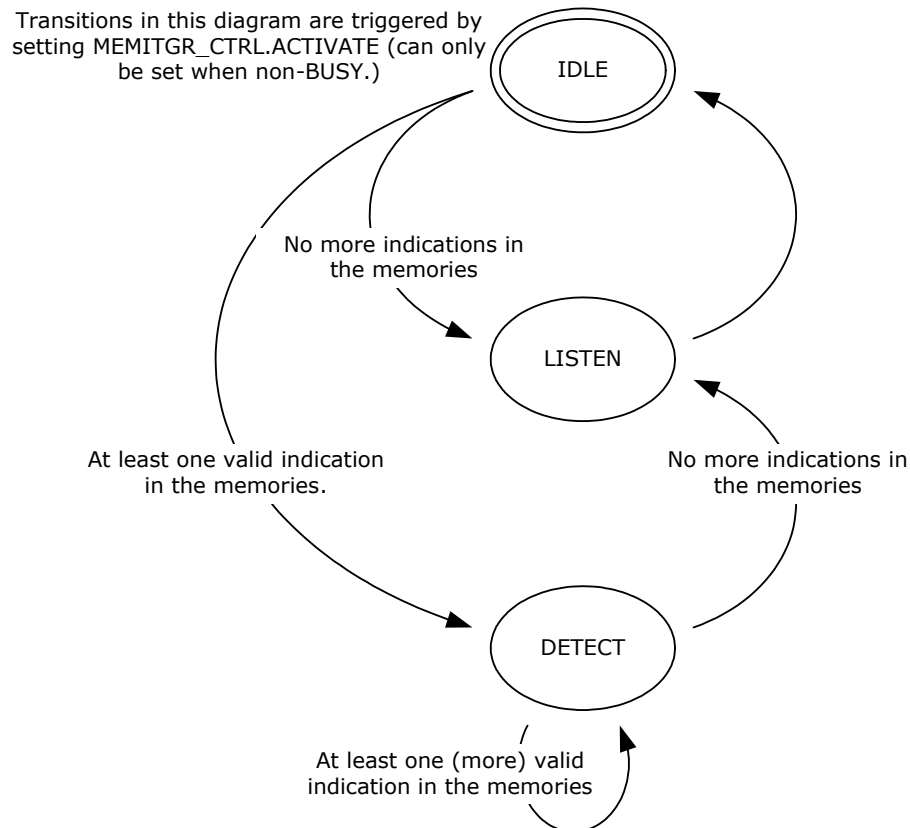 Transitions in this diagram are triggered by
setting MEMITGR_CTRL.ACTIVATE (can only
be set when non-BUSY.)
IDLE
No more indications in
the memories
LISTEN
At least one valid indication
in the memories.
No more indications in
the memories
DETECT
At least one (more) valid
indication in the memories